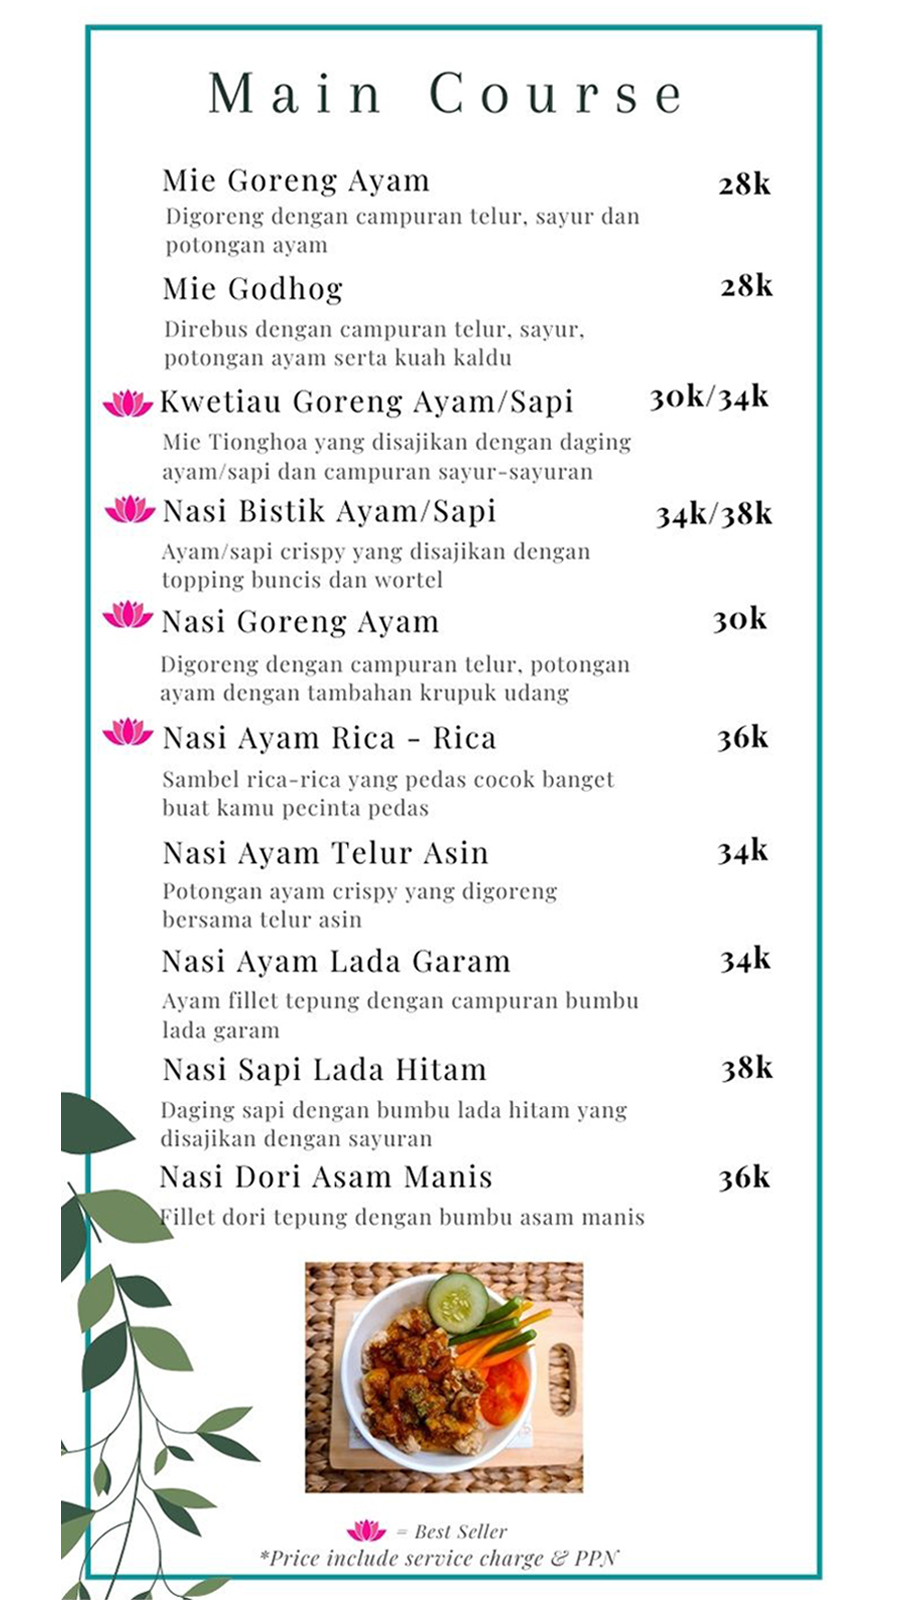 Main Course
Mie Goreng Ayam 28k
Digoreng dengan campuran telur, sayur dan
potongan ayam
Mie Godhog 28k
Direbus dengan campuran telur, sayur,
potongan ayam serta kuah kaldu
Kwetiau Goreng Ayam/Sapi 30k/34k
Mie Tionghoa yang disajikan dengan daging
ayam/sapi dan campuran sayur-sayuran
Nasi Bistik Ayam/Sapi 34k/38k
Ayam/sapi crispy yang disajikan dengan
topping buncis dan wortel
Nasi Goreng Ayam 30k
Digoreng dengan campuran telur, potongan
ayam dengan tambahan krupuk udang
Nasi Ayam Rica - Rica 36k
Sambel rica-rica yang pedas cocok banget
buat kamu pecinta pedas
Nasi Ayam Telur Asin 34k
Potongan ayam crispy yang digoreng
bersama telur asin
Nasi Ayam Lada Garam 34k
Ayam fillet tepung dengan campuran bumbu
lada garam
Nasi Sapi Lada Hitam 38k
Daging sapi dengan bumbu lada hitam yang
disajikan dengan sayuran
Nasi Dori Asam Manis 36k
Fillet dori tepung dengan bumbu asam manis
= Best Seller
*Price include service charge & PPN